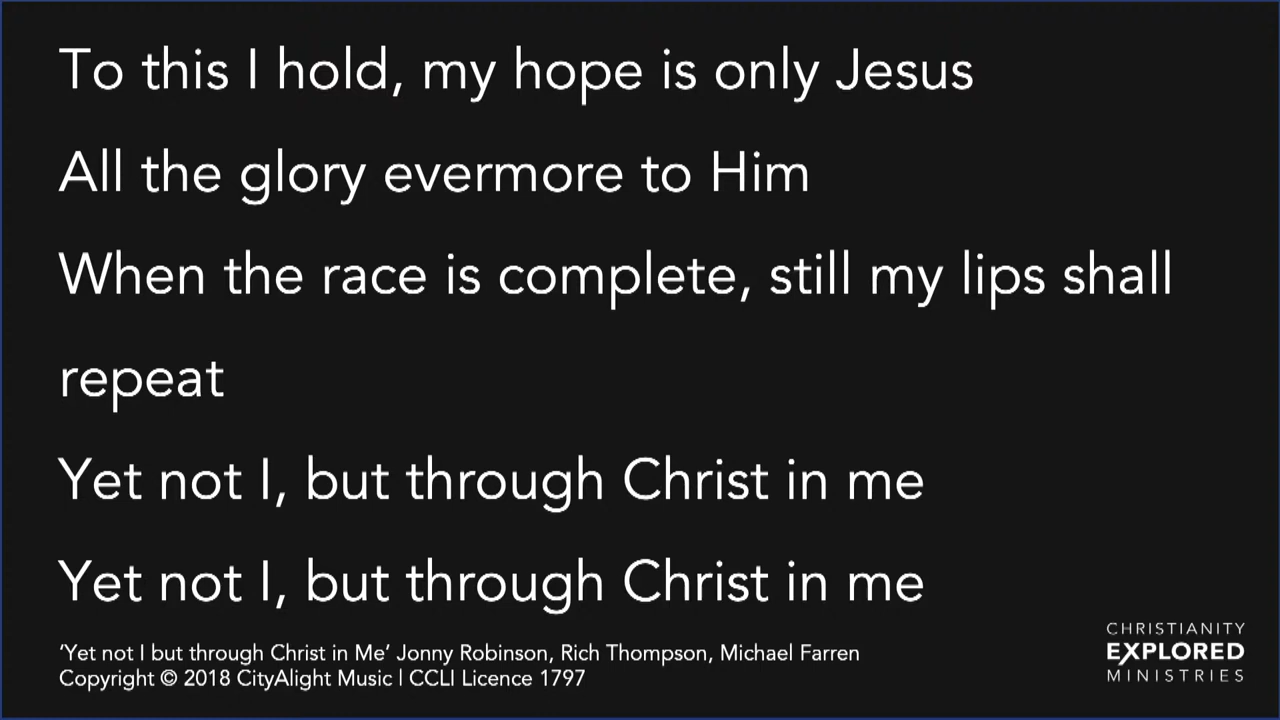 To this I hold, my hope is only Jesus
All the glory evermore to Him
When the race is complete, still my lips shall
repeat
Yet not I, but through Christ in me
Yet not I, but through Christ in me
‘Yet not I but through Christ in Me’ Jonny Robinson, Rich Thompson, Michael Farren
Copyright © 2018 CityAlight Music | CCLI Licence 1797
CHRISTIANITY
EXPLORED
MINISTRIES